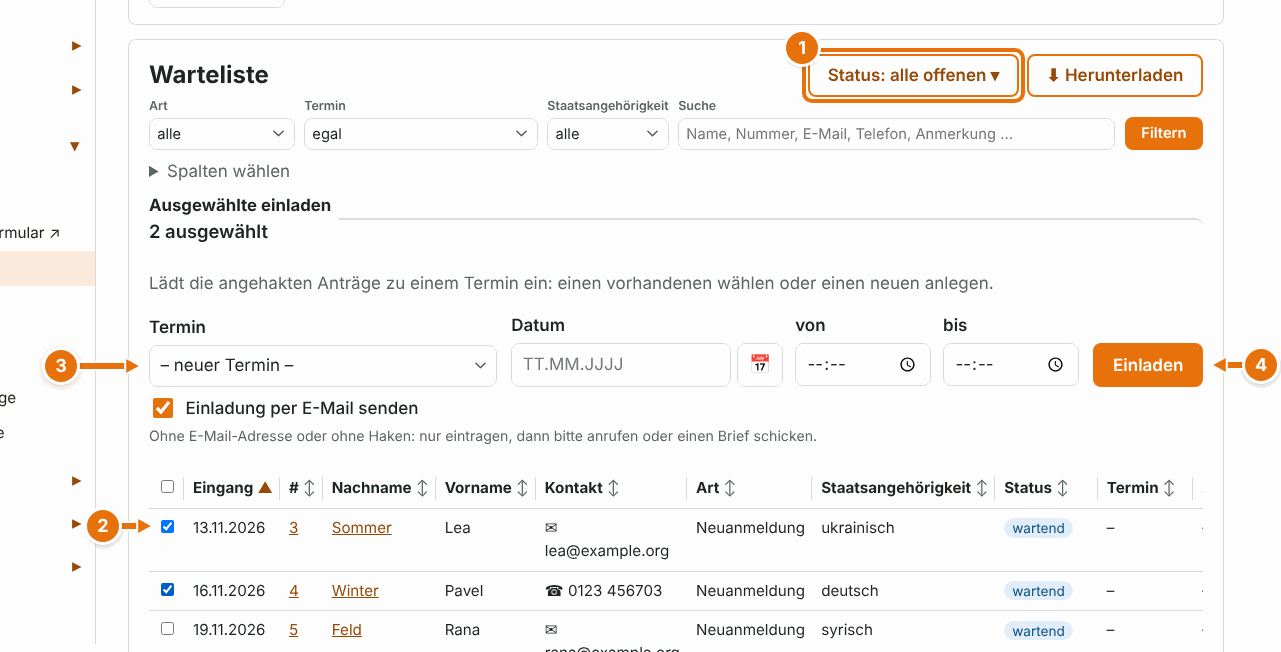 1
Warteliste
Status: alle offenen ▾
⬇ Herunterladen
Art Termin Staatsangehörigkeit Suche
alle egal alle Name, Nummer, E-Mail, Telefon, Anmerkung ... Filtern
▶ Spalten wählen
Ausgewählte einladen
2 ausgewählt
rmular ↗
Lädt die angehakten Anträge zu einem Termin ein: einen vorhandenen wählen oder einen neuen anlegen.
Termin Datum von bis
3 – neuer Termin – TT.MM.JJJJ --:-- --:-- Einladen 4
ge
Einladung per E-Mail senden
e
Ohne E-Mail-Adresse oder ohne Haken: nur eintragen, dann bitte anrufen oder einen Brief schicken.
Eingang ▲ # ↕ Nachname ↕ Vorname ↕ Kontakt ↕ Art ↕ Staatsangehörigkeit ↕ Status ↕ Termin ↕
2 13.11.2026 3 Sommer Lea ✉ Neuanmeldung ukrainisch wartend –
lea@example.org
16.11.2026 4 Winter Pavel ☎ 0123 456703 Neuanmeldung deutsch wartend –
19.11.2026 5 Feld Rana ✉ Neuanmeldung syrisch wartend –
rana@example.org